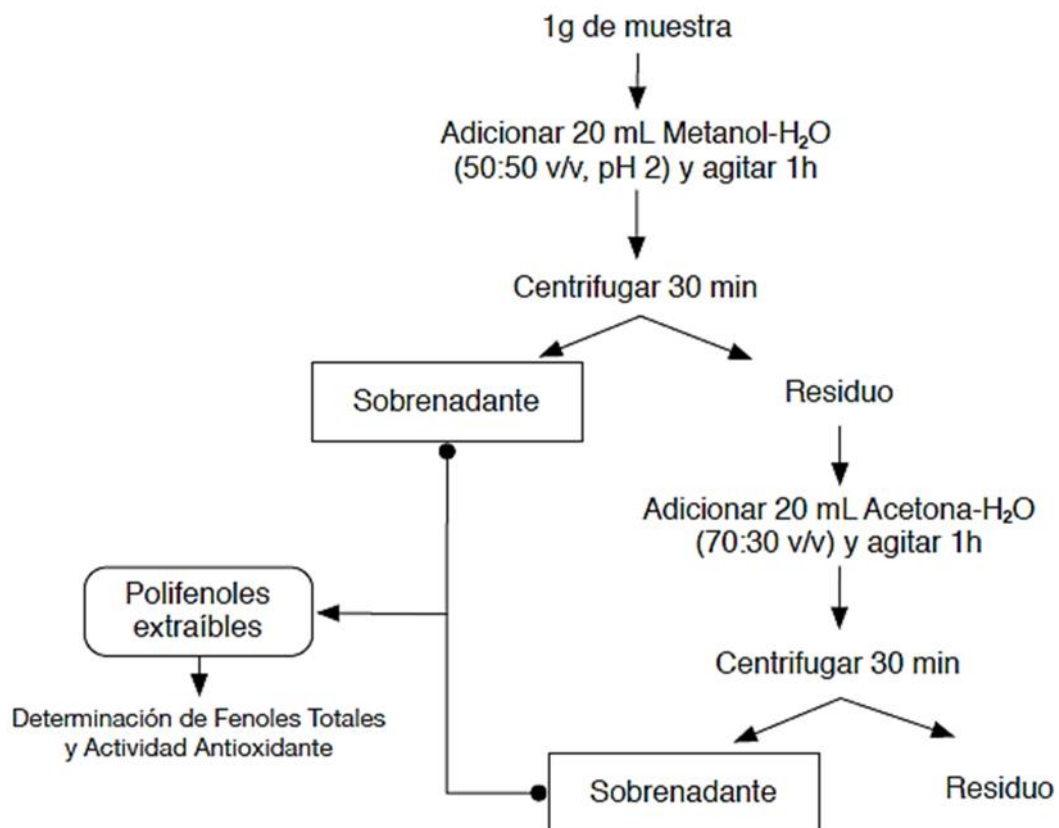 1g de muestra
Adicionar 20 mL Metanol-H₂O
(50:50 v/v, pH 2) y agitar 1h
Centrifugar 30 min
Sobrenadante
Residuo
Adicionar 20 mL Acetona-H₂O
(70:30 v/v) y agitar 1h
Polifenoles
extraíbles
Centrifugar 30 min
Determinación de Fenoles Totales
y Actividad Antioxidante
Sobrenadante
Residuo